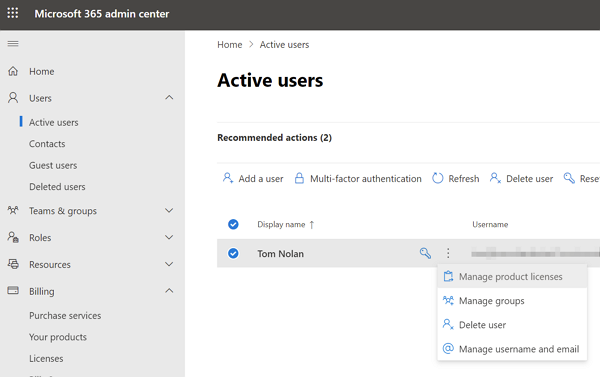 Microsoft 365 admin center
Home > Active users
Home
Users
Active users
Contacts
Guest users
Deleted users
Teams & groups
Roles
Resources
Billing
Purchase services
Your products
Licenses
Active users
Recommended actions (2)
Add a user Multi-factor authentication Refresh Delete user Rese
Display name ↑ Username
Tom Nolan
Manage product licenses
Manage groups
Delete user
Manage username and email